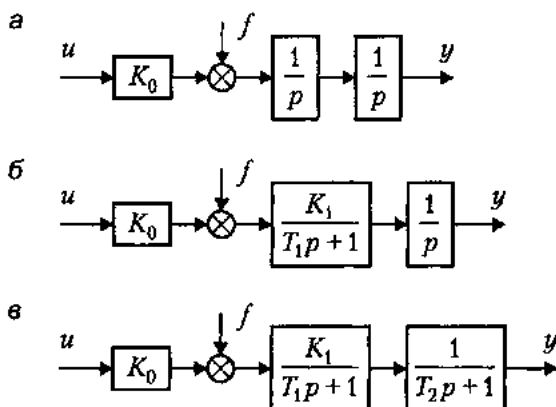 а
u K₀ f 1/p 1/p y
б
u K₀ f K₁/(T₁p + 1) 1/p y
в
u K₀ f K₁/(T₁p + 1) 1/(T₂p + 1) y